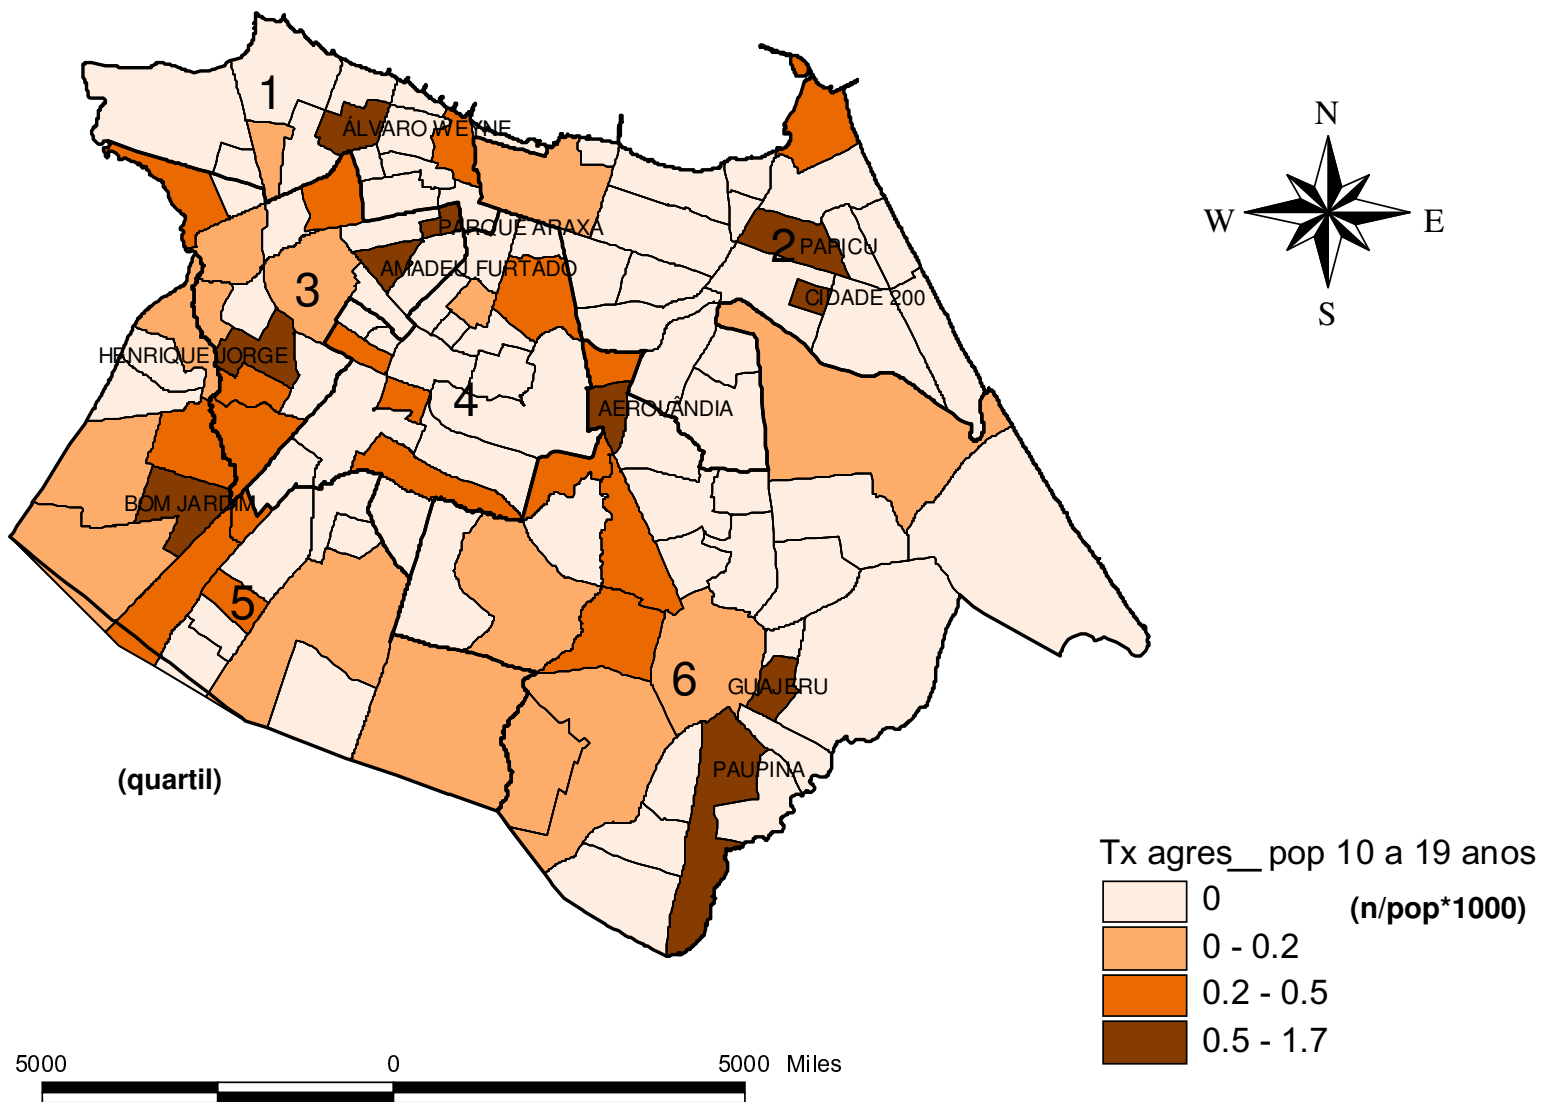 1
ÁLVARO WEYNE
N
W
E
S
PARQUE ARAXÁ
2
PAPICU
AMADEU FURTADO
3
CIDADE 200
HENRIQUE JORGE
4
AEROLÂNDIA
BOM JARDIM
5
6
GUAJERU
PAUPINA
(quartil)
Tx agres__ pop 10 a 19 anos
0
(n/pop*1000)
0 - 0.2
0.2 - 0.5
0.5 - 1.7
5000 0 5000 Miles